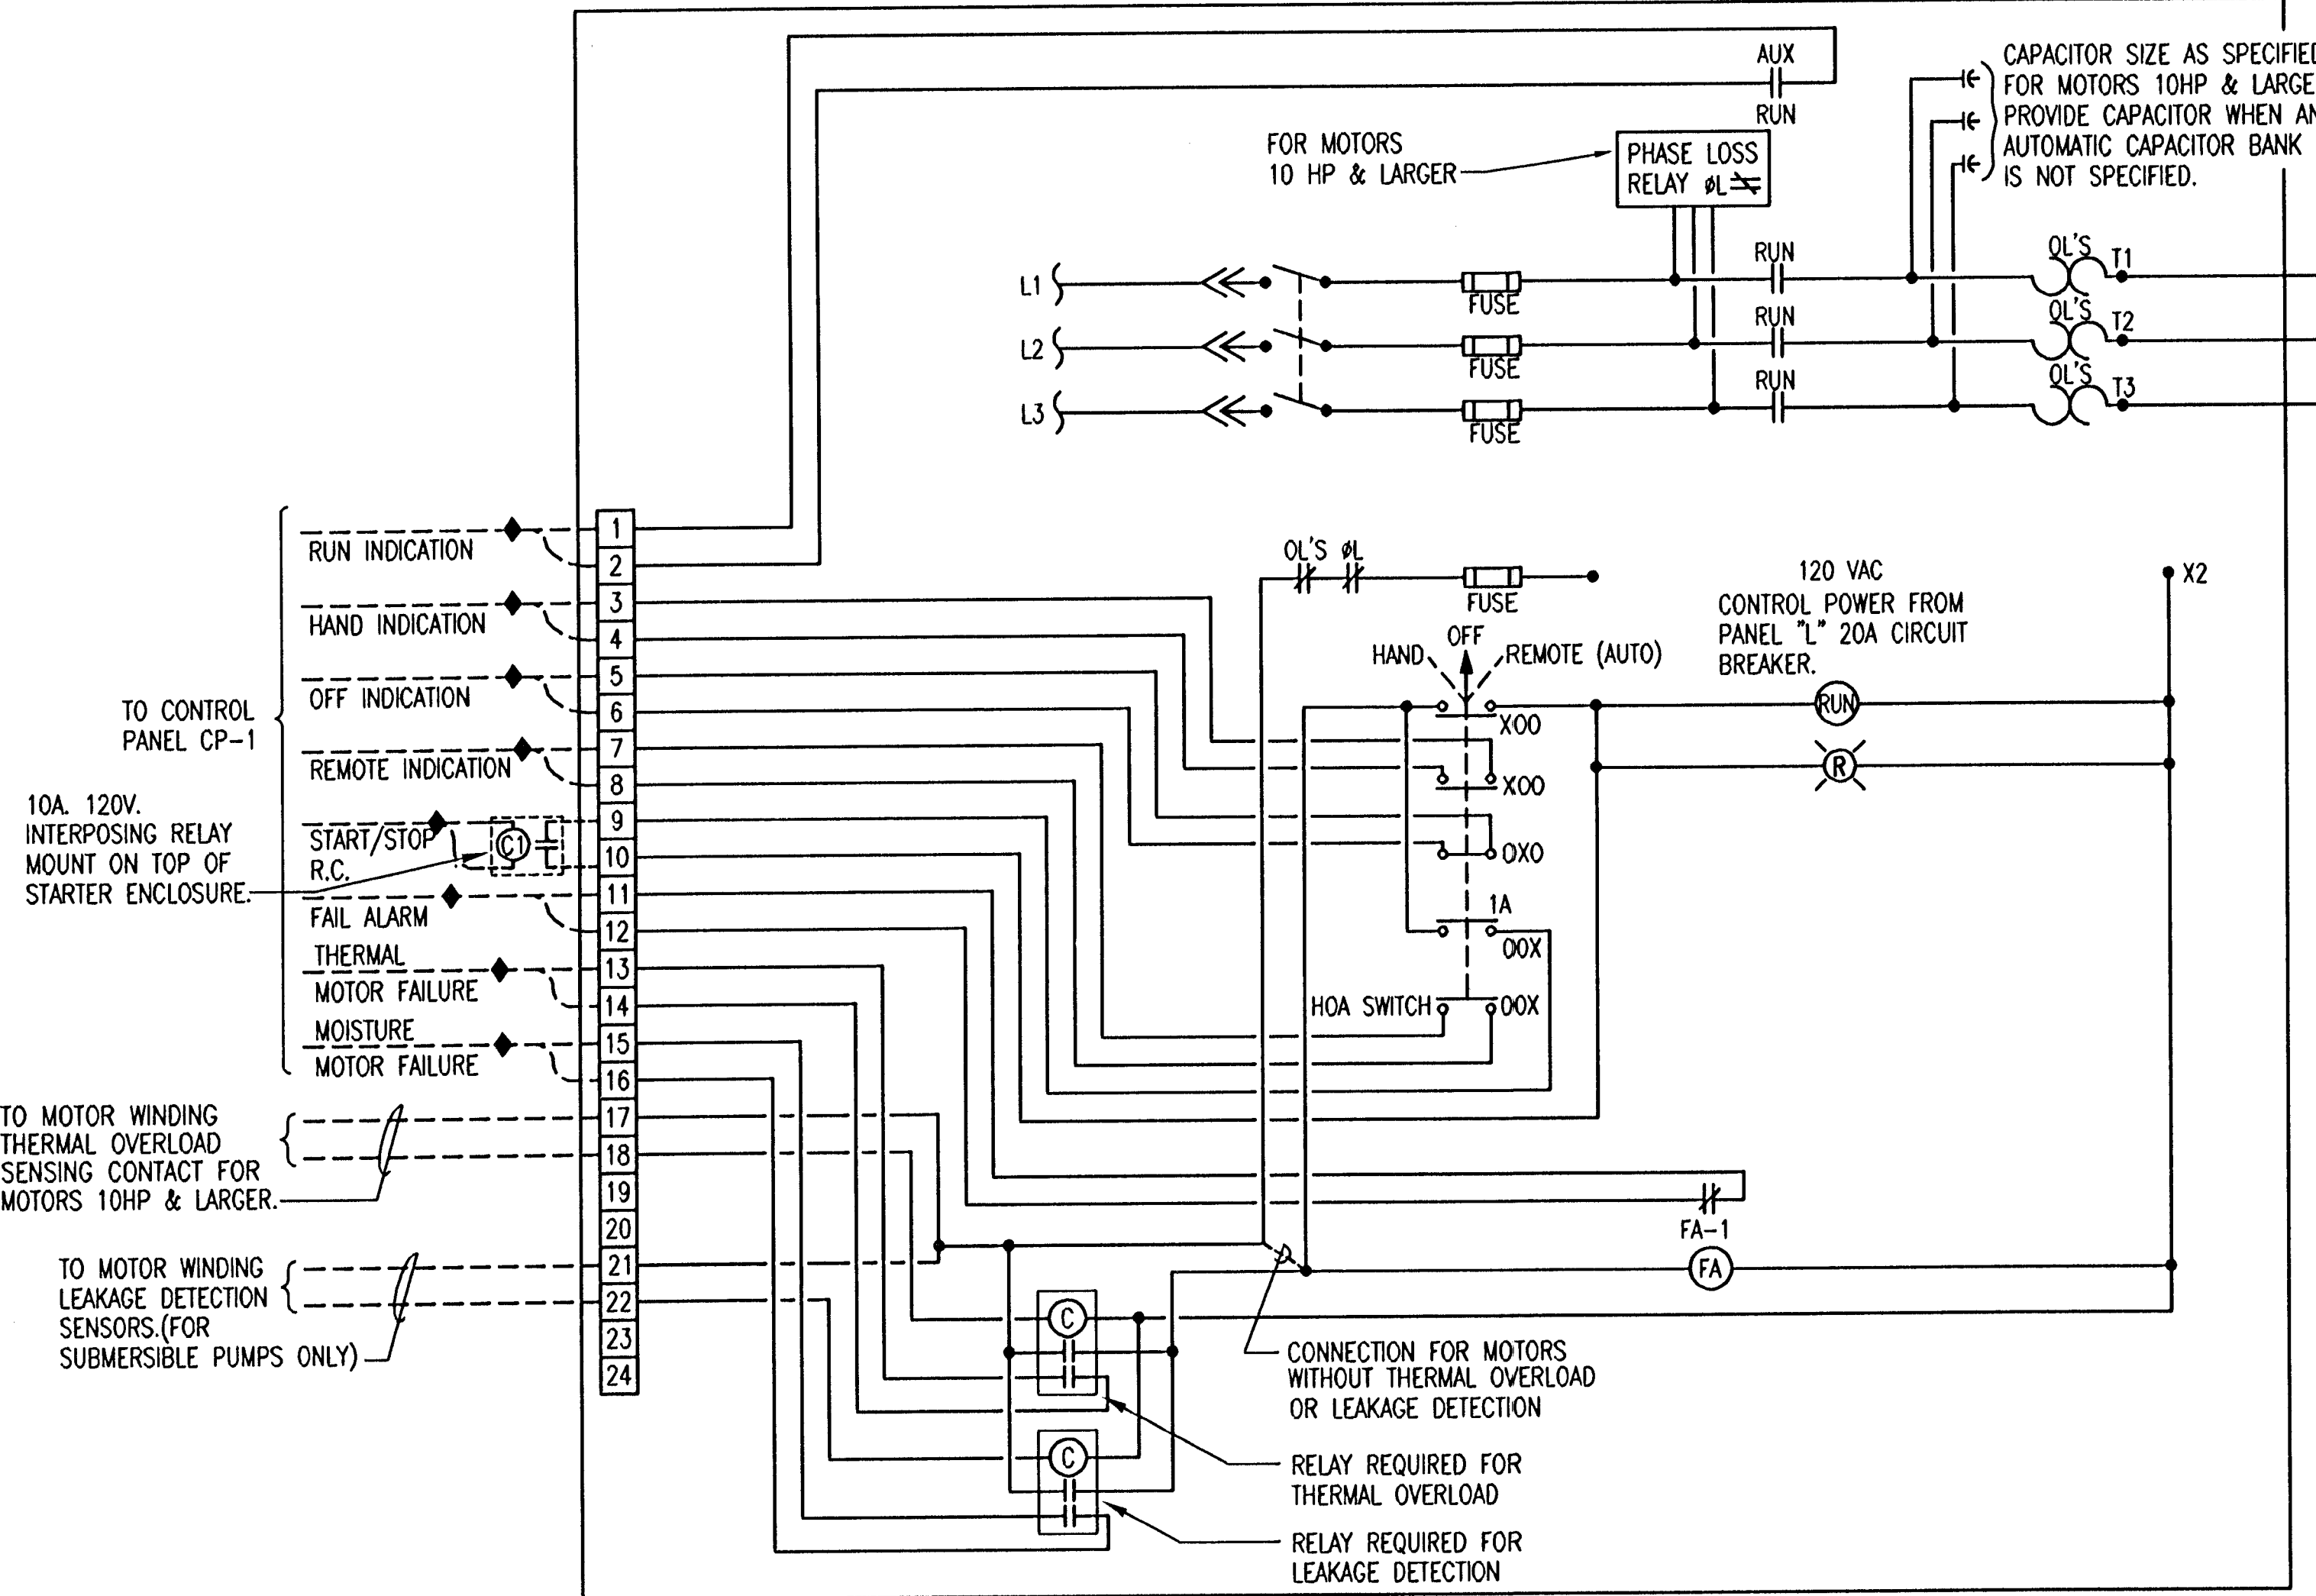 AUX
RUN
CAPACITOR SIZE AS SPECIFIED
FOR MOTORS 10HP & LARGE
PROVIDE CAPACITOR WHEN AN
AUTOMATIC CAPACITOR BANK
IS NOT SPECIFIED.
FOR MOTORS
10 HP & LARGER
PHASE LOSS
RELAY øL
L1
FUSE
RUN
OL'S
T1
L2
FUSE
RUN
OL'S
T2
L3
FUSE
RUN
OL'S
T3
TO CONTROL
PANEL CP-1
RUN INDICATION
HAND INDICATION
OFF INDICATION
REMOTE INDICATION
START/STOP
R.C.
C1
FAIL ALARM
THERMAL
MOTOR FAILURE
MOISTURE
MOTOR FAILURE
10A. 120V.
INTERPOSING RELAY
MOUNT ON TOP OF
STARTER ENCLOSURE.
TO MOTOR WINDING
THERMAL OVERLOAD
SENSING CONTACT FOR
MOTORS 10HP & LARGER.
TO MOTOR WINDING
LEAKAGE DETECTION
SENSORS.(FOR
SUBMERSIBLE PUMPS ONLY)
1
2
3
4
5
6
7
8
9
10
11
12
13
14
15
16
17
18
19
20
21
22
23
24
OL'S øL
FUSE
120 VAC
CONTROL POWER FROM
PANEL "L" 20A CIRCUIT
BREAKER.
X2
OFF
HAND
REMOTE (AUTO)
XOO
RUN
XOO
R
OXO
1A
OOX
HOA SWITCH
OOX
FA-1
FA
C
C
CONNECTION FOR MOTORS
WITHOUT THERMAL OVERLOAD
OR LEAKAGE DETECTION
RELAY REQUIRED FOR
THERMAL OVERLOAD
RELAY REQUIRED FOR
LEAKAGE DETECTION